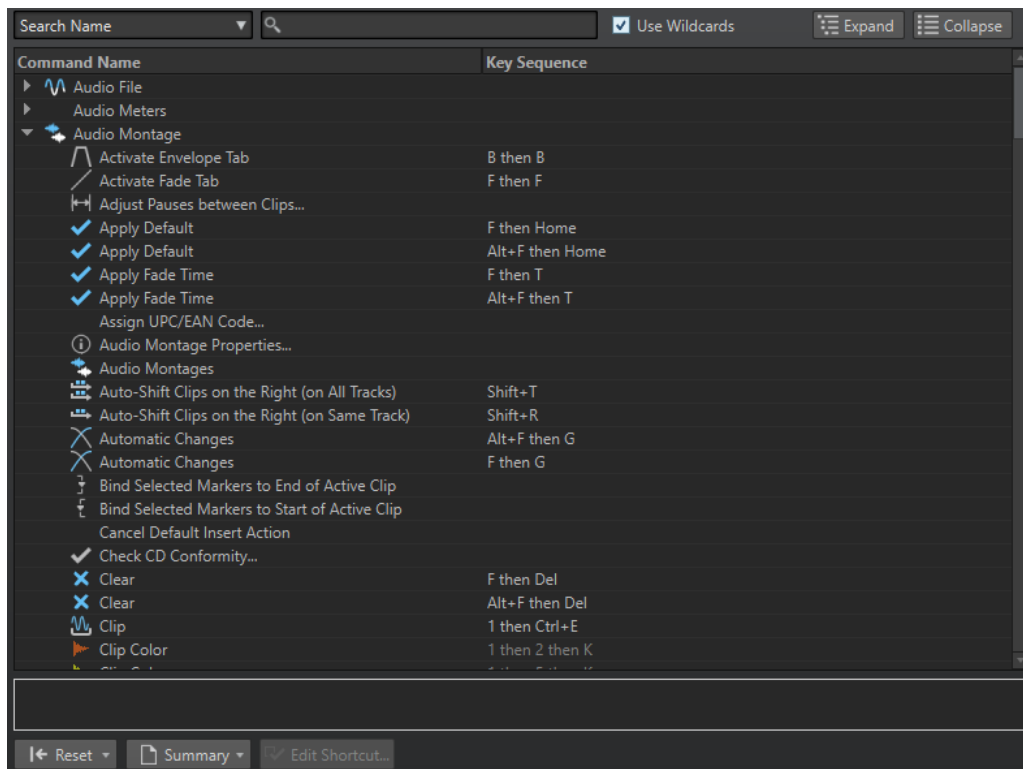 Search Name Use Wildcards Expand Collapse
Command Name Key Sequence
Audio File
Audio Meters
Audio Montage
Activate Envelope Tab B then B
Activate Fade Tab F then F
Adjust Pauses between Clips...
Apply Default F then Home
Apply Default Alt+F then Home
Apply Fade Time F then T
Apply Fade Time Alt+F then T
Assign UPC/EAN Code...
Audio Montage Properties...
Audio Montages
Auto-Shift Clips on the Right (on All Tracks) Shift+T
Auto-Shift Clips on the Right (on Same Track) Shift+R
Automatic Changes Alt+F then G
Automatic Changes F then G
Bind Selected Markers to End of Active Clip
Bind Selected Markers to Start of Active Clip
Cancel Default Insert Action
Check CD Conformity...
Clear F then Del
Clear Alt+F then Del
Clip 1 then Ctrl+E
Clip Color 1 then 2 then K
Reset Summary Edit Shortcut...